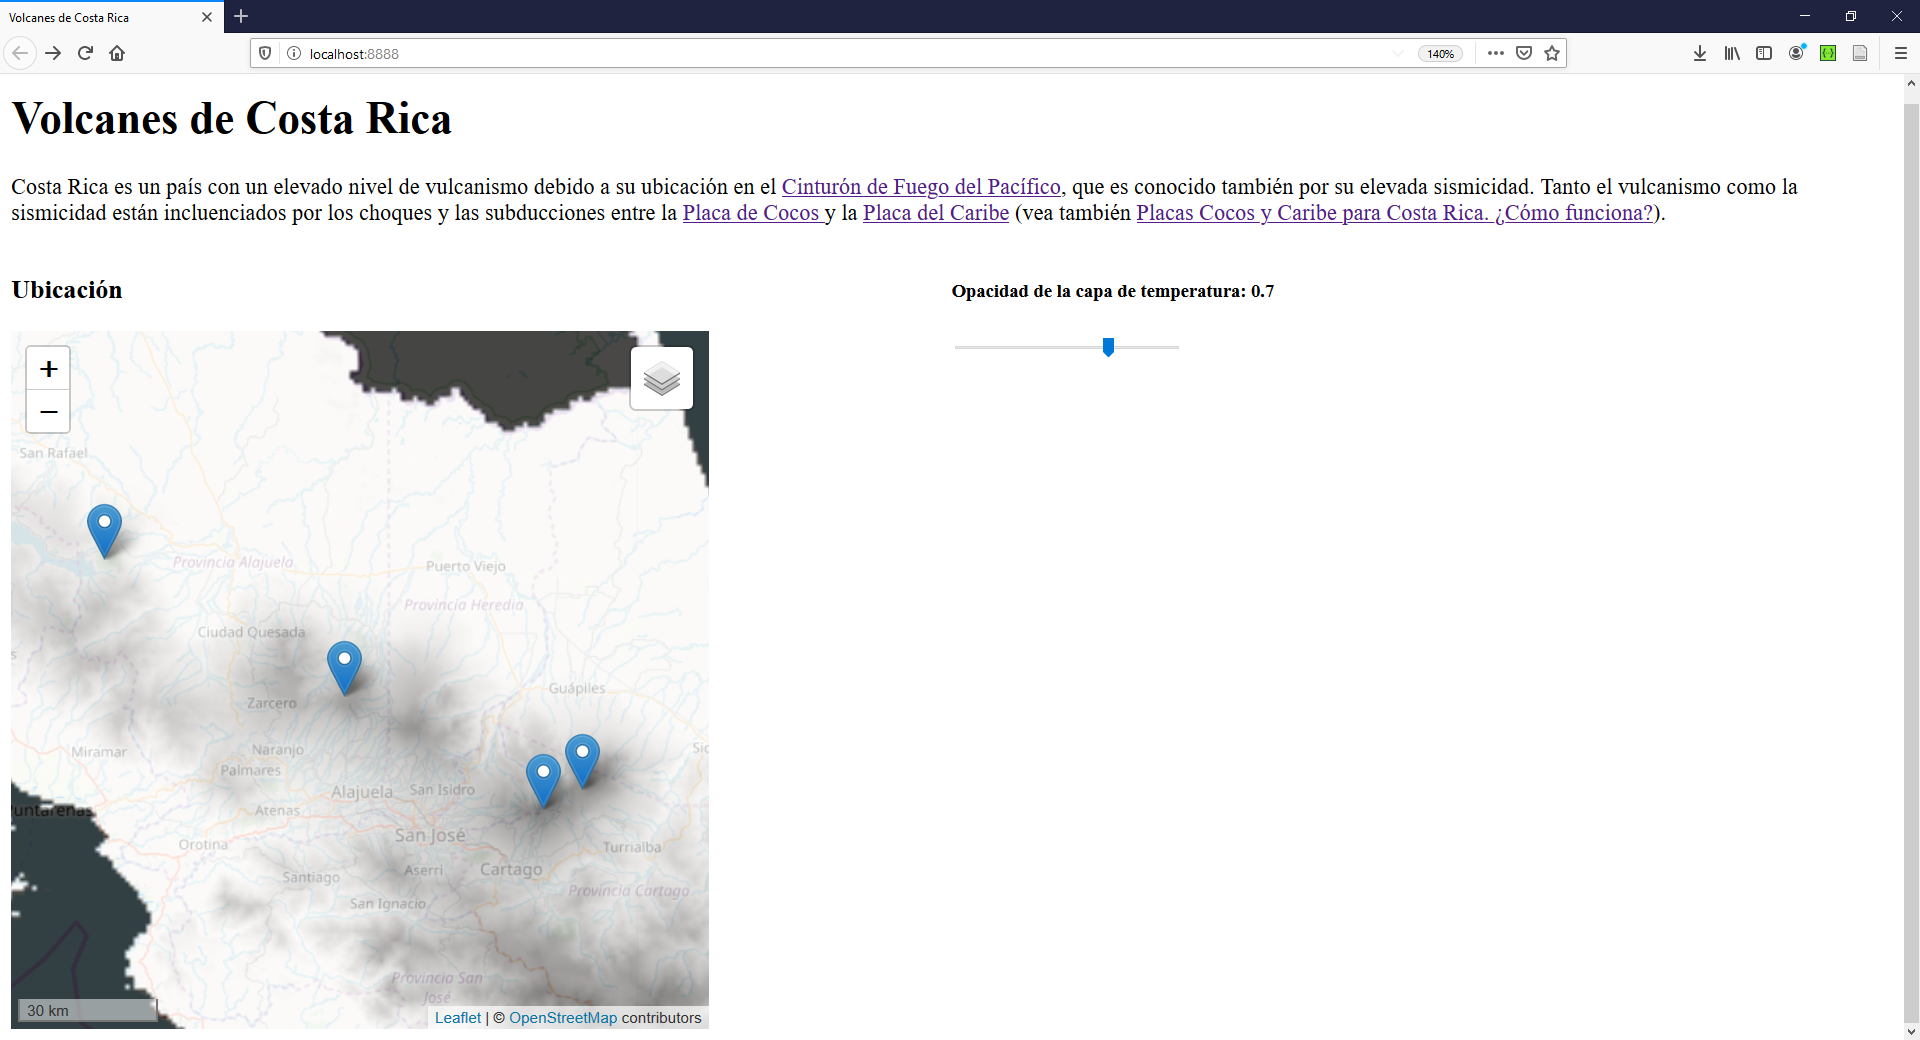 Volcanes de Costa Rica
localhost:8888
140%
Volcanes de Costa Rica
Costa Rica es un país con un elevado nivel de vulcanismo debido a su ubicación en el Cinturón de Fuego del Pacífico, que es conocido también por su elevada sismicidad. Tanto el vulcanismo como la
sismicidad están incluenciados por los choques y las subducciones entre la Placa de Cocos y la Placa del Caribe (vea también Placas Cocos y Caribe para Costa Rica. ¿Cómo funciona?).
Ubicación
Opacidad de la capa de temperatura: 0.7
+
−
San Rafael
Provincia Alajuela
Puerto Viejo
Provincia Heredia
Ciudad Quesada
Guápiles
Zarcero
Miramar
Naranjo
Palmares
Alajuela
San Isidro
Atenas
untarenas
San José
Orotina
Turrialba
Aserrí
Cartago
Santiago
Provincia Cartago
San Ignacio
Provincia San
José
30 km
Leaflet | © OpenStreetMap contributors